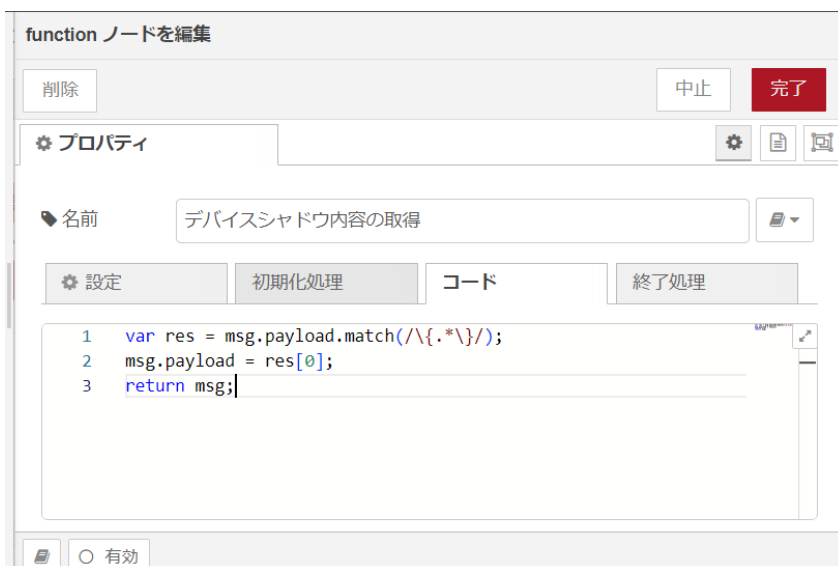 function ノードを編集
削除
中止
完了
プロパティ
名前
デバイスシャドウ内容の取得
設定
初期化処理
コード
終了処理
1 var res = msg.payload.match(/\{.*\}/);
2 msg.payload = res[0];
3 return msg;
有効